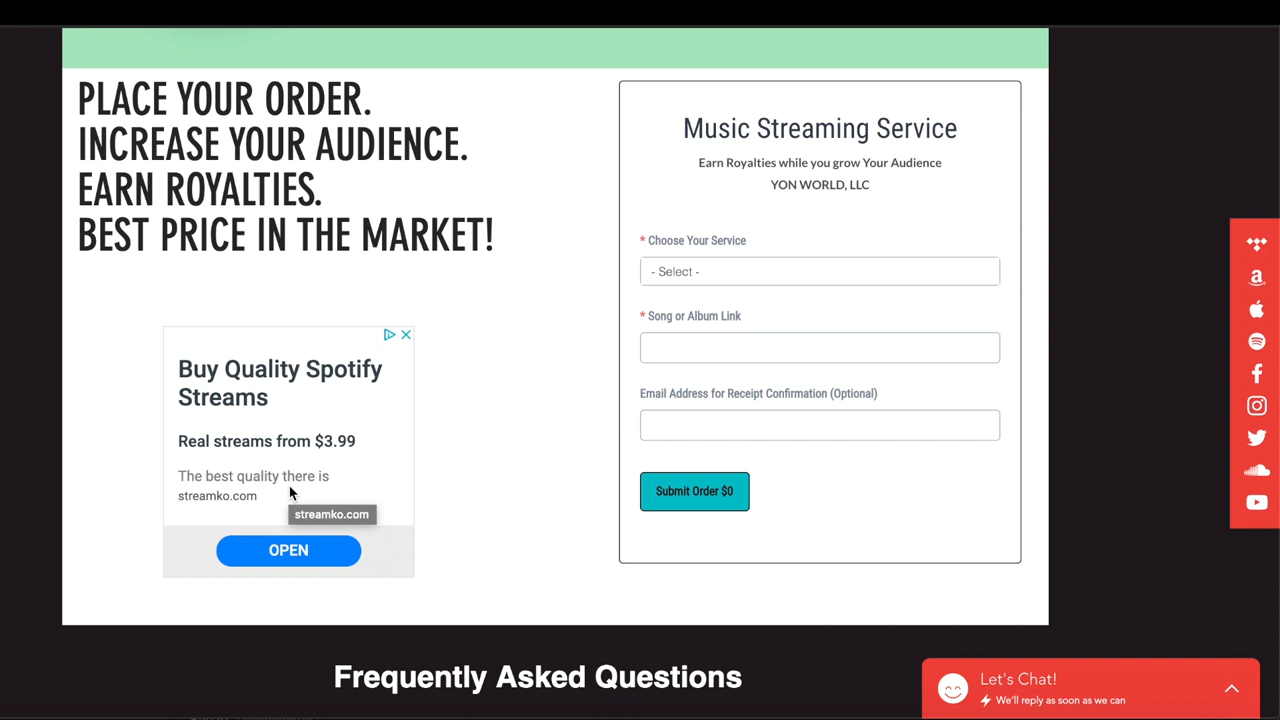 PLACE YOUR ORDER.
INCREASE YOUR AUDIENCE.
EARN ROYALTIES.
BEST PRICE IN THE MARKET!
Buy Quality Spotify
Streams
Real streams from $3.99
The best quality there is
streamko.com
streamko.com
OPEN
Music Streaming Service
Earn Royalties while you grow Your Audience
YON WORLD, LLC
* Choose Your Service
- Select -
* Song or Album Link
Email Address for Receipt Confirmation (Optional)
Submit Order $0
Frequently Asked Questions
Let's Chat!
We'll reply as soon as we can